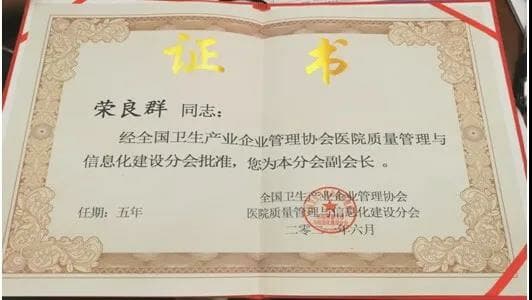 证 书
荣良群 同志：
经全国卫生产业企业管理协会医院质量管理与
信息化建设分会批准，您为本分会副会长。
全国卫生产业企业管理协会
任期：五年 医院质量管理与信息化建设分会
二〇 年六月